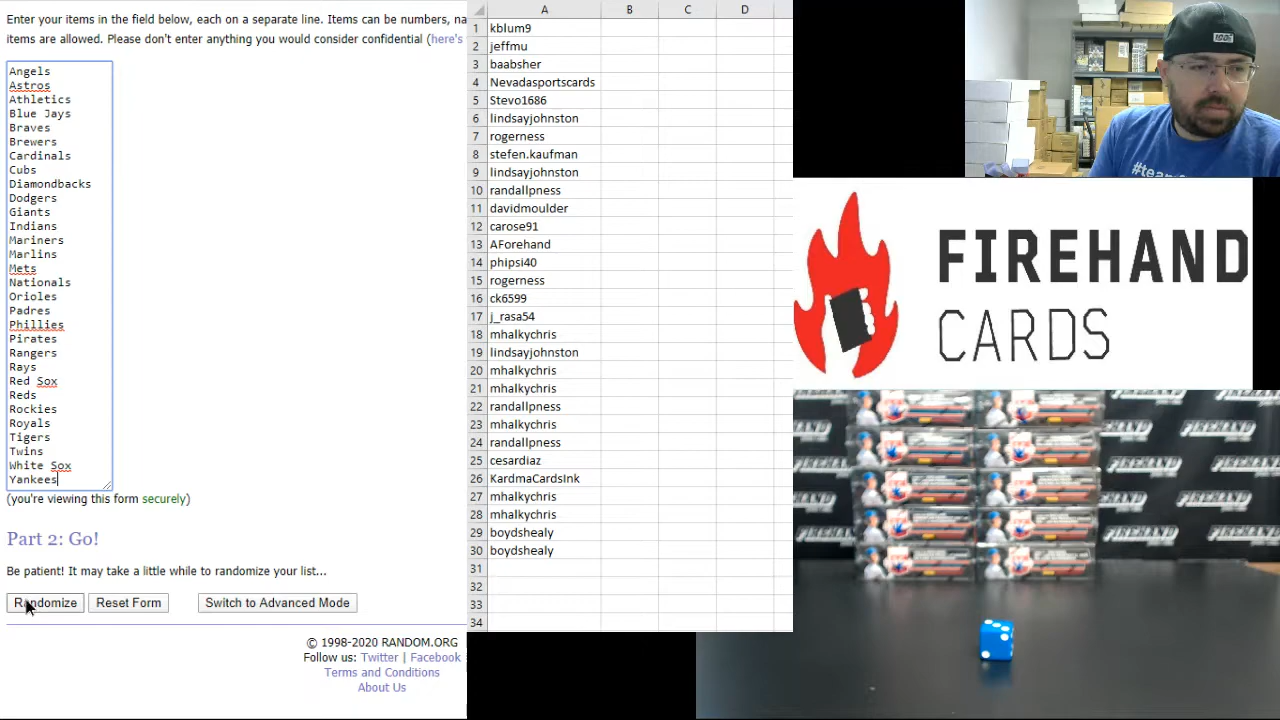 Enter your items in the field below, each on a separate line. Items can be numbers, na
items are allowed. Please don't enter anything you would consider confidential (here's
Angels
Astros
Athletics
Blue Jays
Braves
Brewers
Cardinals
Cubs
Diamondbacks
Dodgers
Giants
Indians
Mariners
Marlins
Mets
Nationals
Orioles
Padres
Phillies
Pirates
Rangers
Rays
Red Sox
Reds
Rockies
Royals
Tigers
Twins
White Sox
Yankees
(you're viewing this form securely)
Part 2: Go!
Be patient! It may take a little while to randomize your list...
Randomize
Reset Form
Switch to Advanced Mode
© 1998-2020 RANDOM.ORG
Follow us: Twitter | Facebook
Terms and Conditions
About Us
A B C D
1 kblum9
2 jeffmu
3 baabsher
4 Nevadasportscards
5 Stevo1686
6 lindsayjohnston
7 rogerness
8 stefen.kaufman
9 lindsayjohnston
10 randallpness
11 davidmoulder
12 carose91
13 AForehand
14 phipsi40
15 rogerness
16 ck6599
17 j_rasa54
18 mhalkychris
19 lindsayjohnston
20 mhalkychris
21 mhalkychris
22 randallpness
23 mhalkychris
24 randallpness
25 cesardiaz
26 KardmaCardsInk
27 mhalkychris
28 mhalkychris
29 boydshealy
30 boydshealy
31
32
33
34
#team
FIREHAND
CARDS